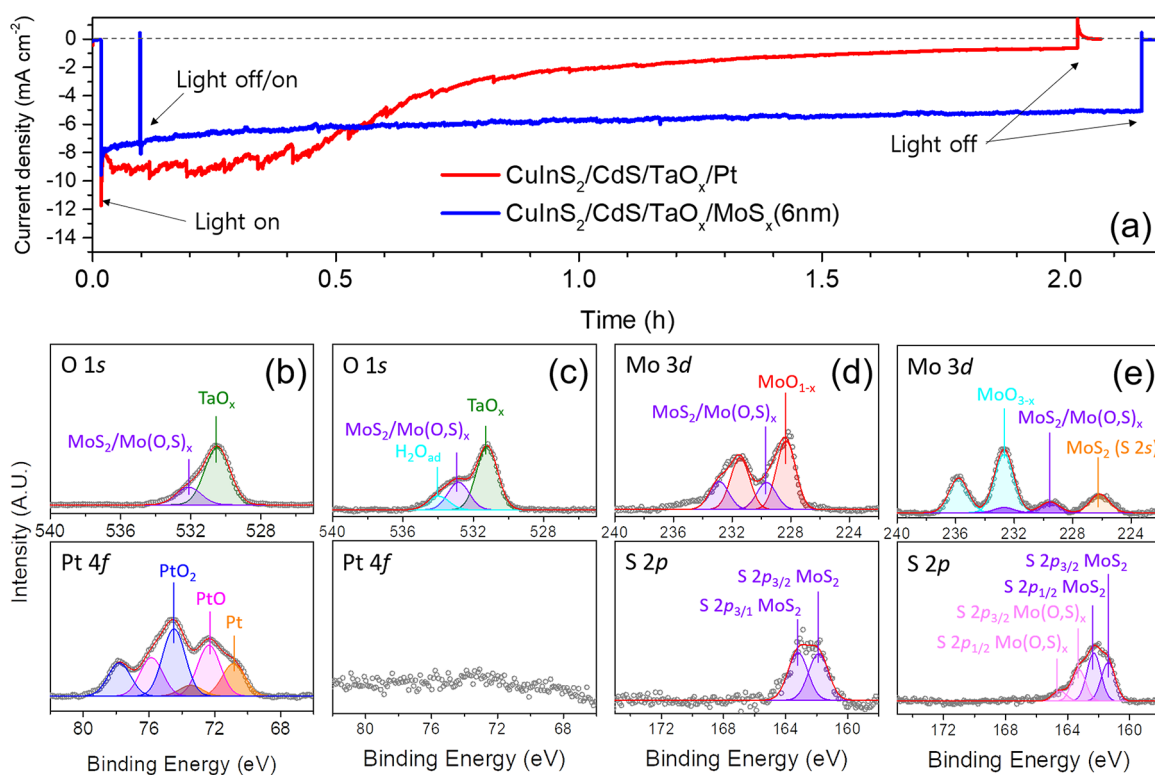 (a)
Current density (mA cm⁻²)
0
-2
-4
-6
-8
-10
-12
-14
Light off/on
Light on
Light off
CuInS₂/CdS/TaOₓ/Pt
CuInS₂/CdS/TaOₓ/MoSₓ(6nm)
0.0 0.5 1.0 1.5 2.0
Time (h)
Intensity (A.U.)
O 1s (b)
TaOₓ
MoS₂/Mo(O,S)ₓ
540 536 532 528
Pt 4f
PtO₂
PtO
Pt
80 76 72 68
Binding Energy (eV)
O 1s (c)
TaOₓ
MoS₂/Mo(O,S)ₓ
H₂Oad
540 536 532 528
Pt 4f
80 76 72 68
Binding Energy (eV)
Mo 3d (d)
MoO₁₋ₓ
MoS₂/Mo(O,S)ₓ
240 236 232 228 224
S 2p
S 2p3/2 MoS₂
S 2p3/1 MoS₂
172 168 164 160
Binding Energy (eV)
Mo 3d (e)
MoO₃₋ₓ
MoS₂/Mo(O,S)ₓ
MoS₂ (S 2s)
240 236 232 228 224
S 2p
S 2p3/2 MoS₂
S 2p1/2 MoS₂
S 2p3/2 Mo(O,S)ₓ
S 2p1/2 Mo(O,S)ₓ
172 168 164 160
Binding Energy (eV)